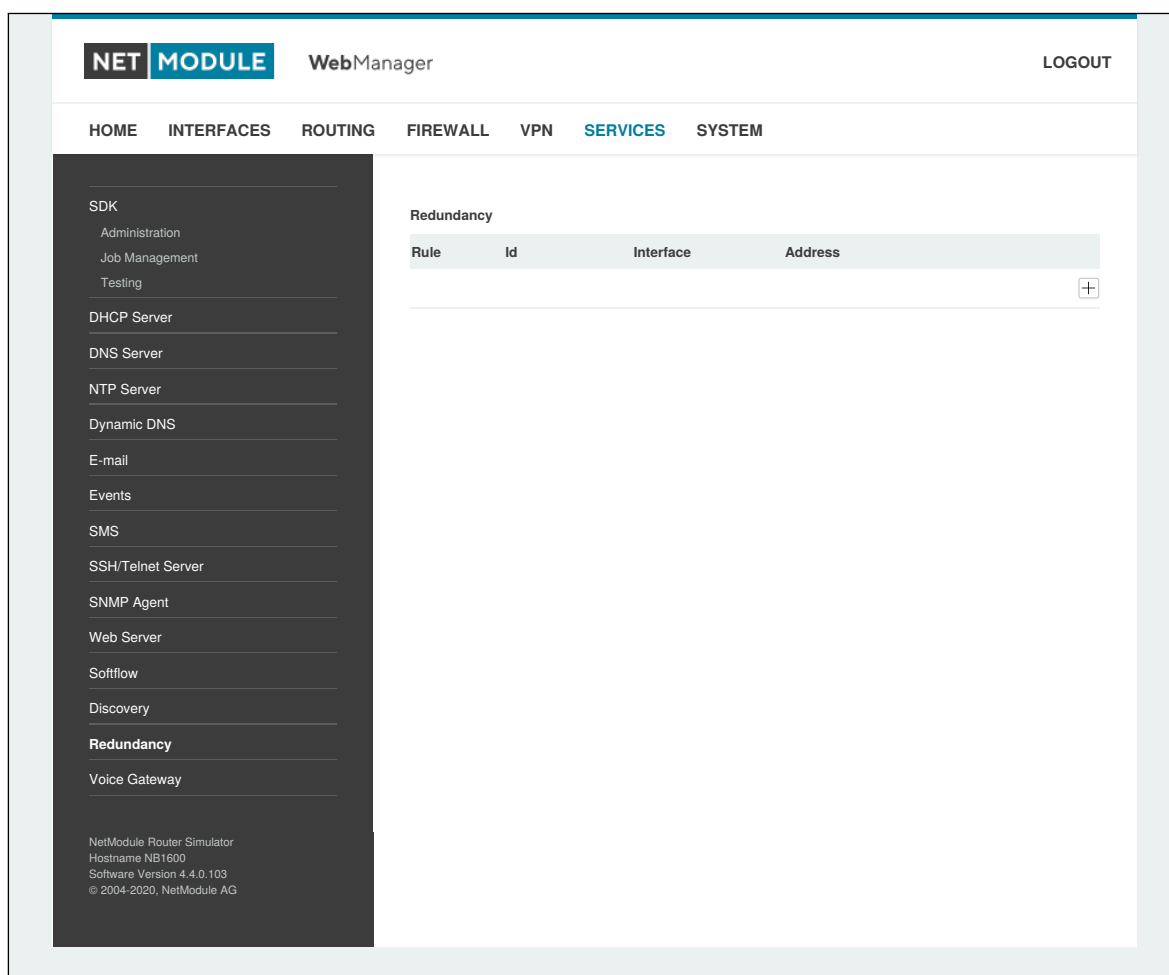 NET MODULE WebManager LOGOUT
HOME INTERFACES ROUTING FIREWALL VPN SERVICES SYSTEM
SDK
Administration
Job Management
Testing
DHCP Server
DNS Server
NTP Server
Dynamic DNS
E-mail
Events
SMS
SSH/Telnet Server
SNMP Agent
Web Server
Softflow
Discovery
Redundancy
Voice Gateway
NetModule Router Simulator
Hostname NB1600
Software Version 4.4.0.103
© 2004-2020, NetModule AG
Redundancy
Rule Id Interface Address